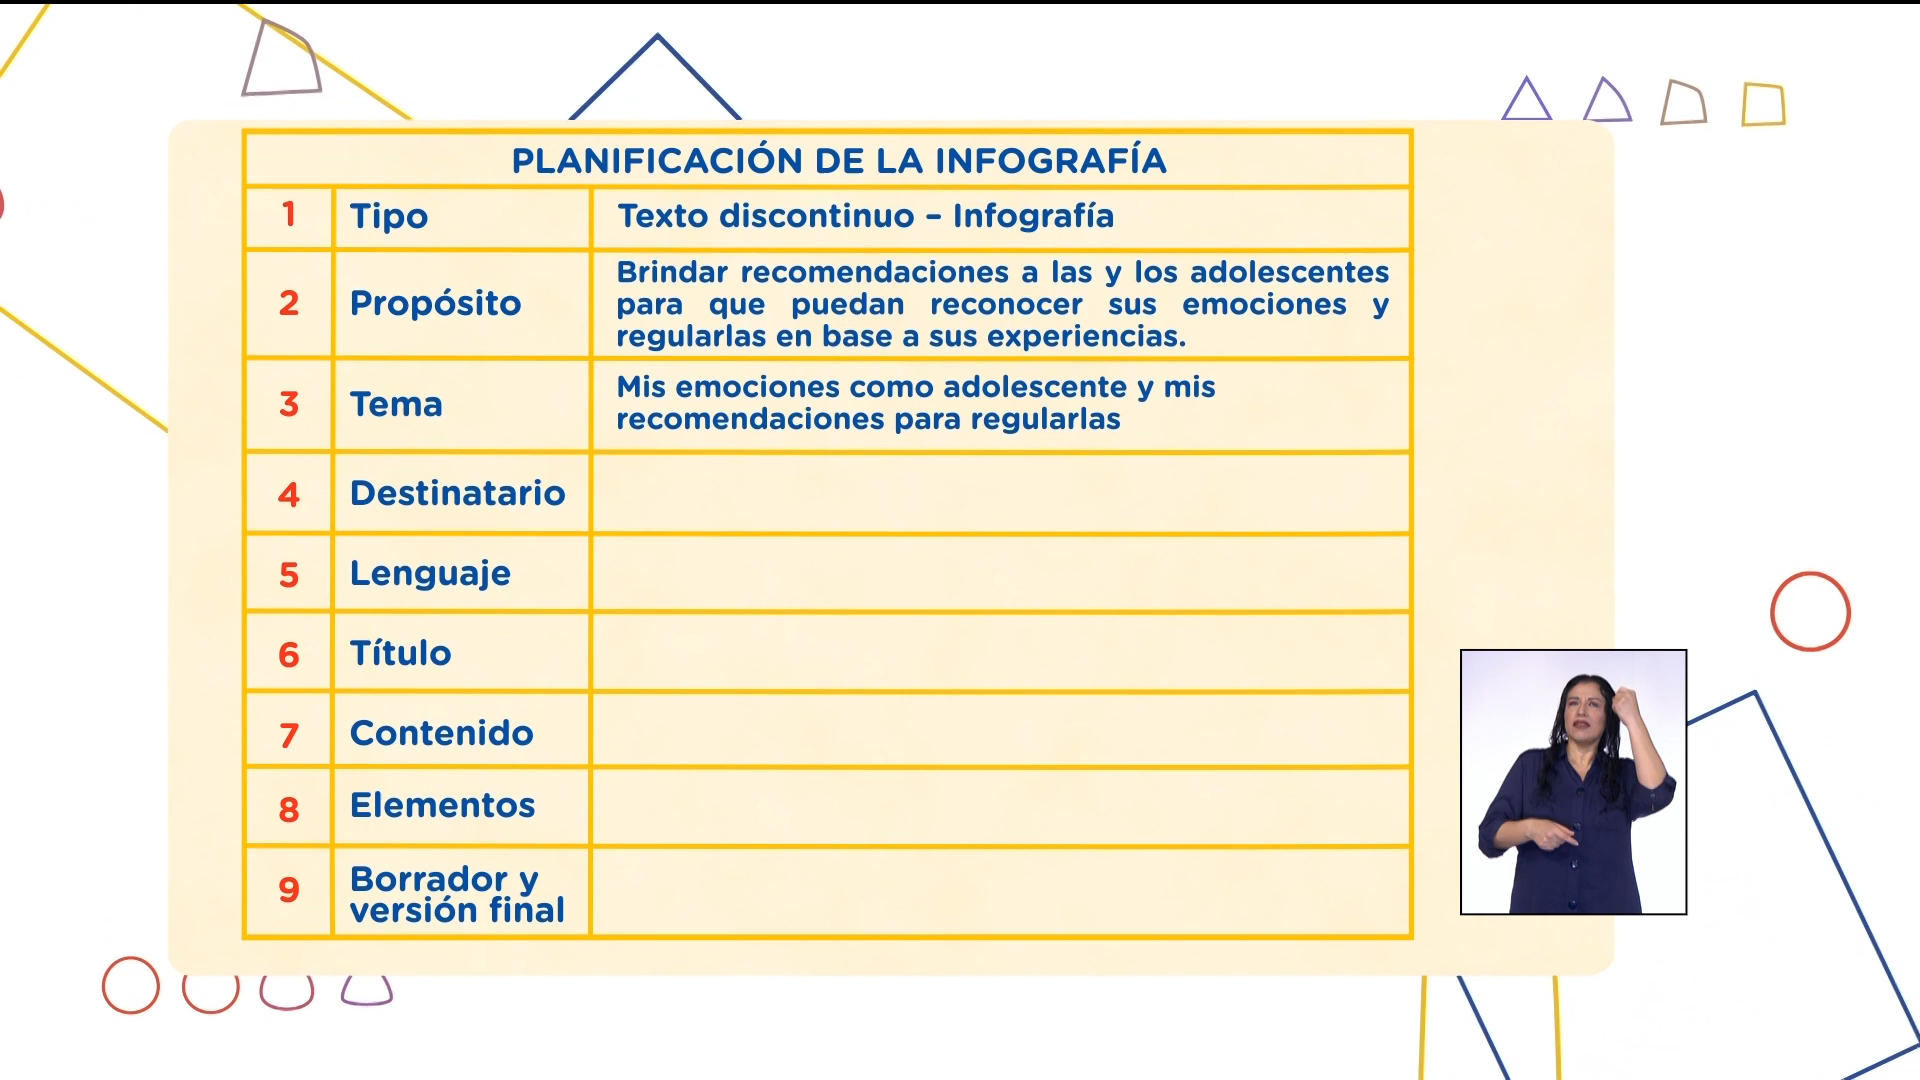 PLANIFICACIÓN DE LA INFOGRAFÍA
1 Tipo Texto discontinuo – Infografía
2 Propósito Brindar recomendaciones a las y los adolescentes
para que puedan reconocer sus emociones y
regularlas en base a sus experiencias.
3 Tema Mis emociones como adolescente y mis
recomendaciones para regularlas
4 Destinatario
5 Lenguaje
6 Título
7 Contenido
8 Elementos
9 Borrador y
versión final